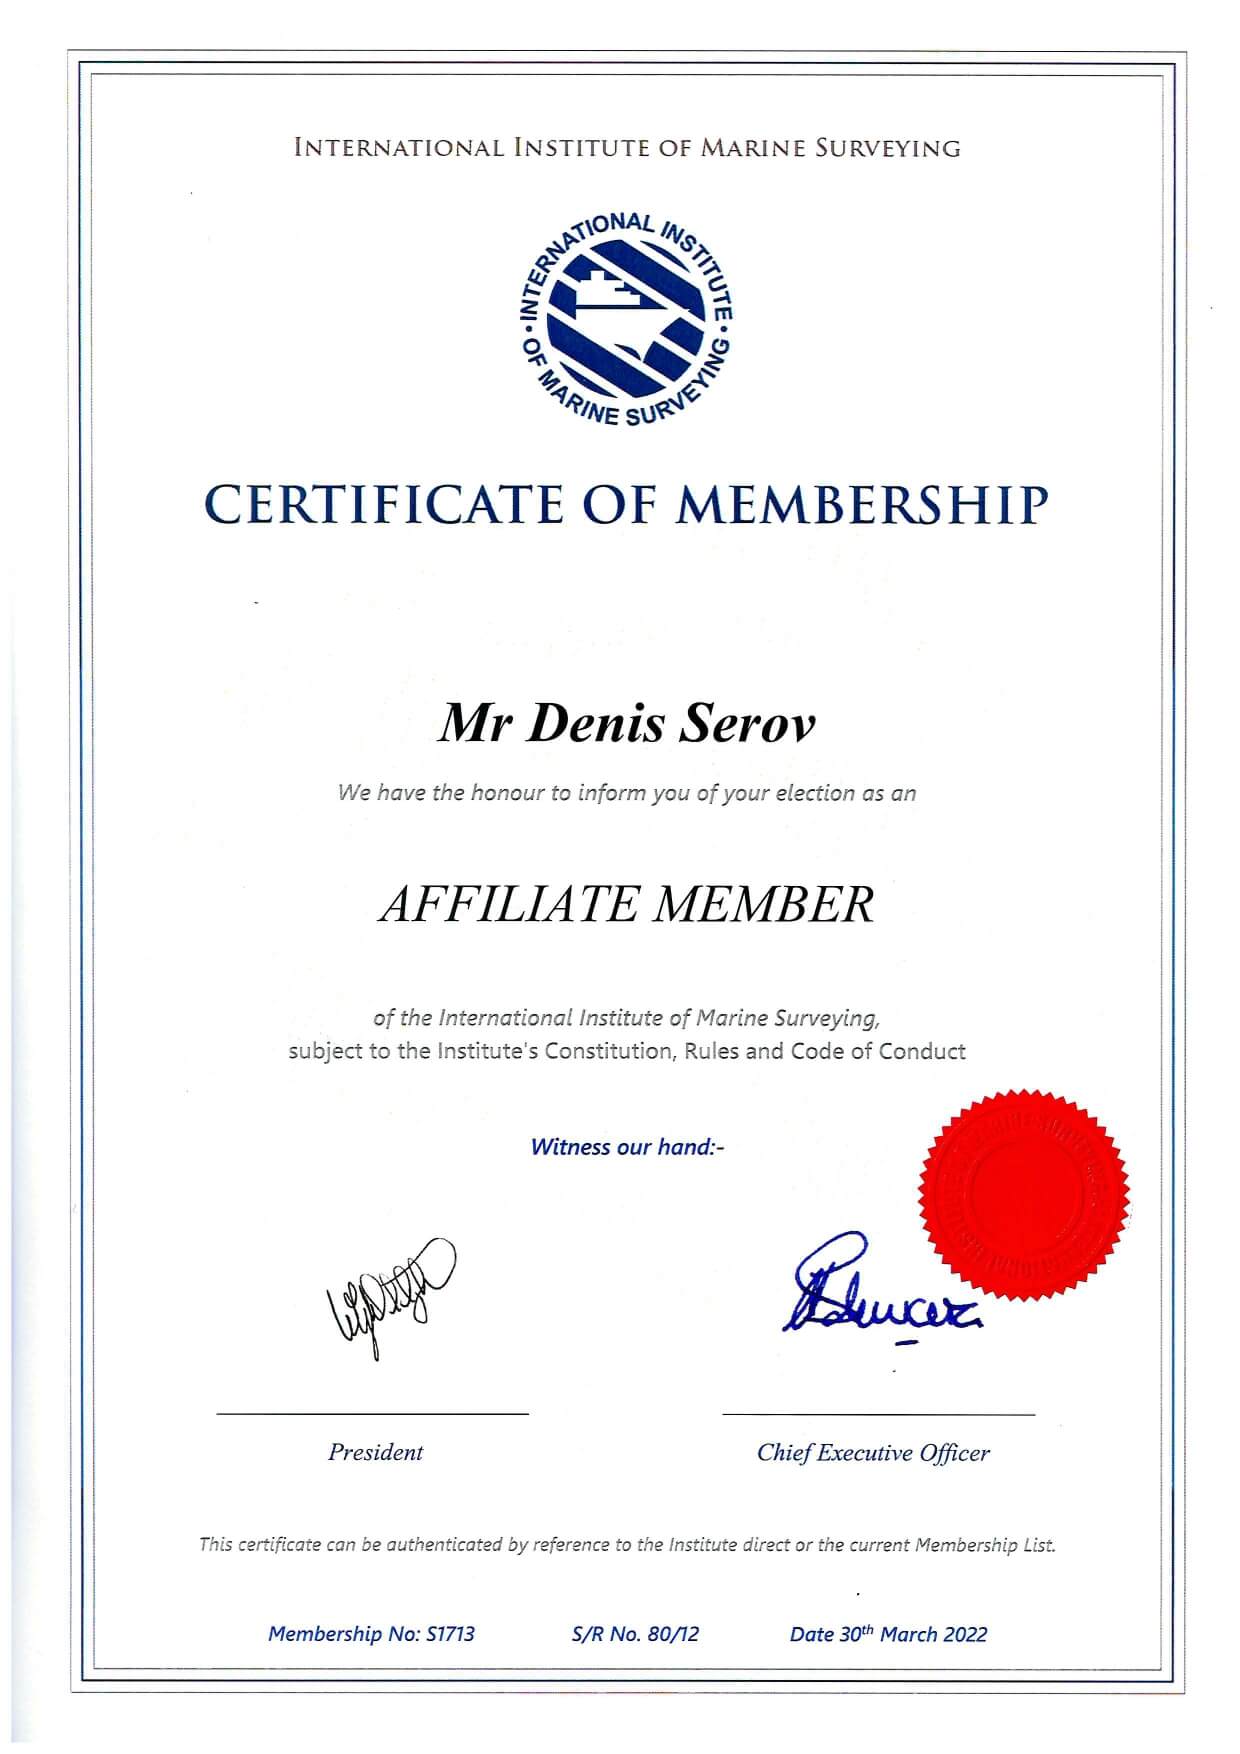 INTERNATIONAL INSTITUTE OF MARINE SURVEYING
INTERNATIONAL INSTITUTE
• OF MARINE SURVEYING •
CERTIFICATE OF MEMBERSHIP
Mr Denis Serov
We have the honour to inform you of your election as an
AFFILIATE MEMBER
of the International Institute of Marine Surveying,
subject to the Institute's Constitution, Rules and Code of Conduct
Witness our hand:-
President
Chief Executive Officer
This certificate can be authenticated by reference to the Institute direct or the current Membership List.
Membership No: S1713 S/R No. 80/12 Date 30th March 2022